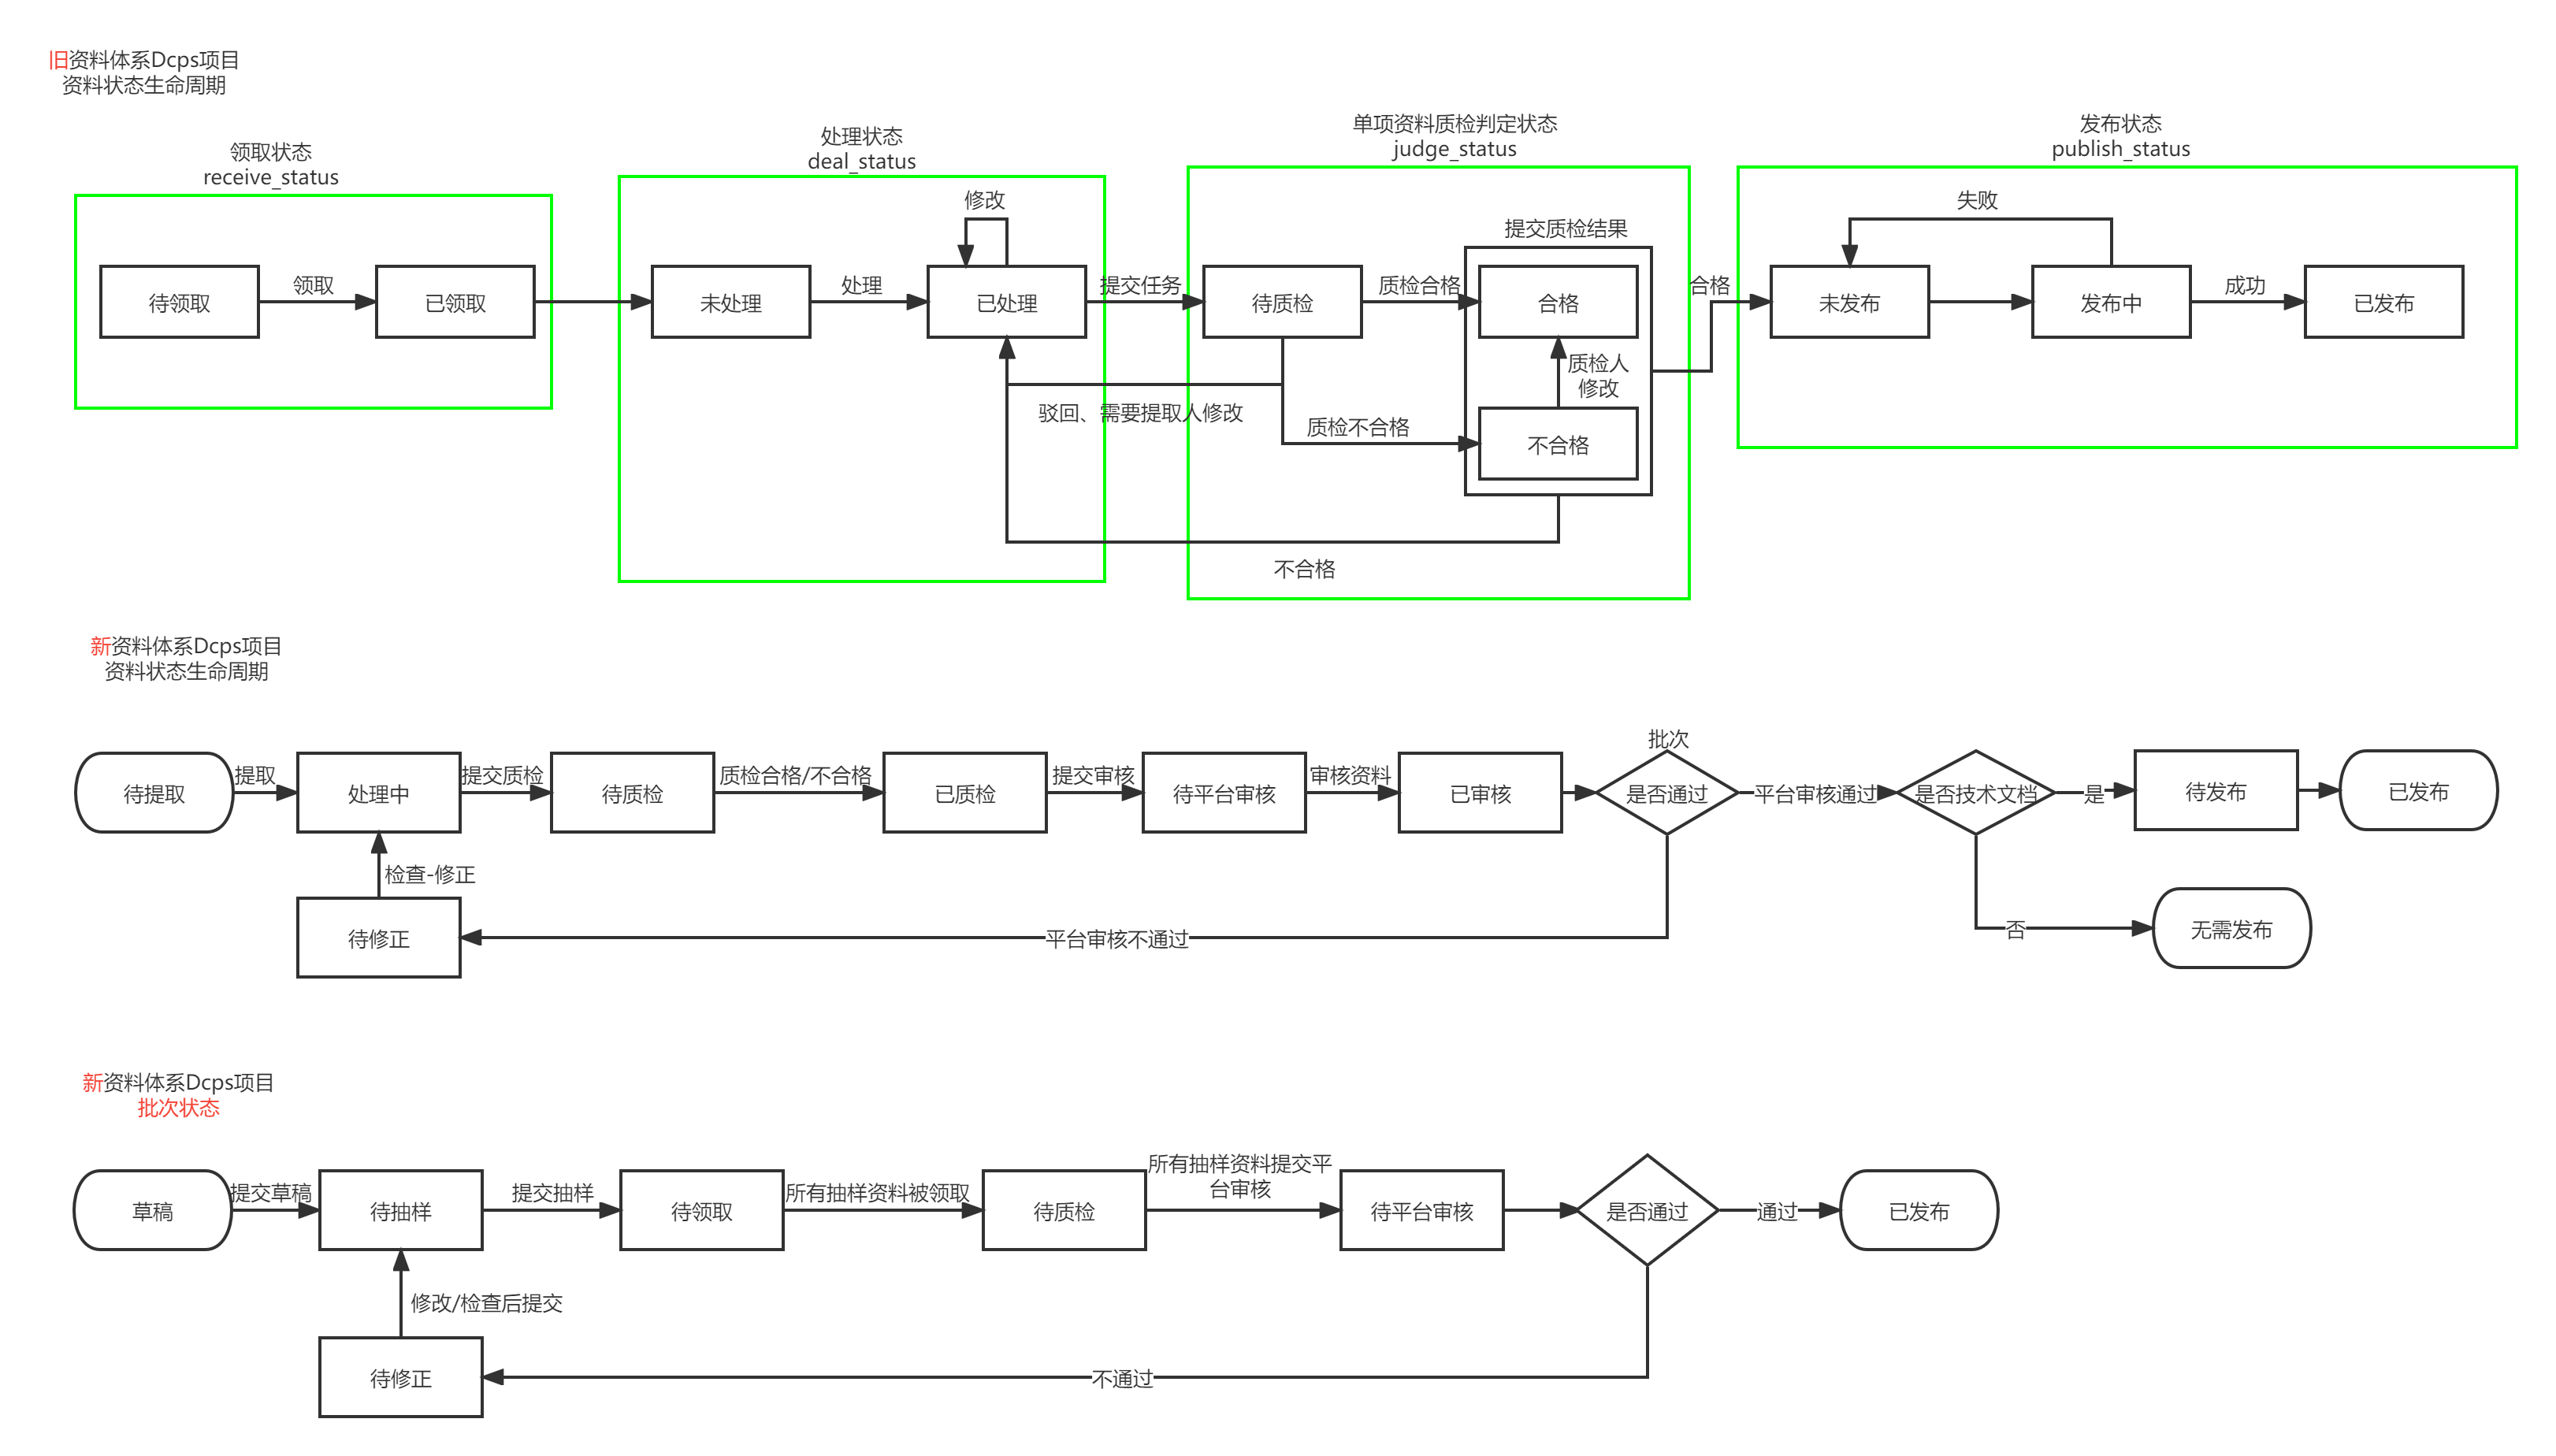 旧资料体系Dcps项目
资料状态生命周期
领取状态
receive_status
处理状态
deal_status
单项资料质检判定状态
judge_status
发布状态
publish_status
修改
提交质检结果
失败
待领取
领取
已领取
未处理
处理
已处理
提交任务
待质检
质检合格
合格
合格
未发布
发布中
成功
已发布
质检人
修改
驳回、需要提取人修改
质检不合格
不合格
不合格
新资料体系Dcps项目
资料状态生命周期
批次
待提取
提取
处理中
提交质检
待质检
质检合格/不合格
已质检
提交审核
待平台审核
审核资料
已审核
是否通过
平台审核通过
是否技术文档
是
待发布
已发布
检查-修正
待修正
平台审核不通过
否
无需发布
新资料体系Dcps项目
批次状态
草稿
提交草稿
待抽样
提交抽样
待领取
所有抽样资料被领取
待质检
所有抽样资料提交平
台审核
待平台审核
是否通过
通过
已发布
修改/检查后提交
待修正
不通过